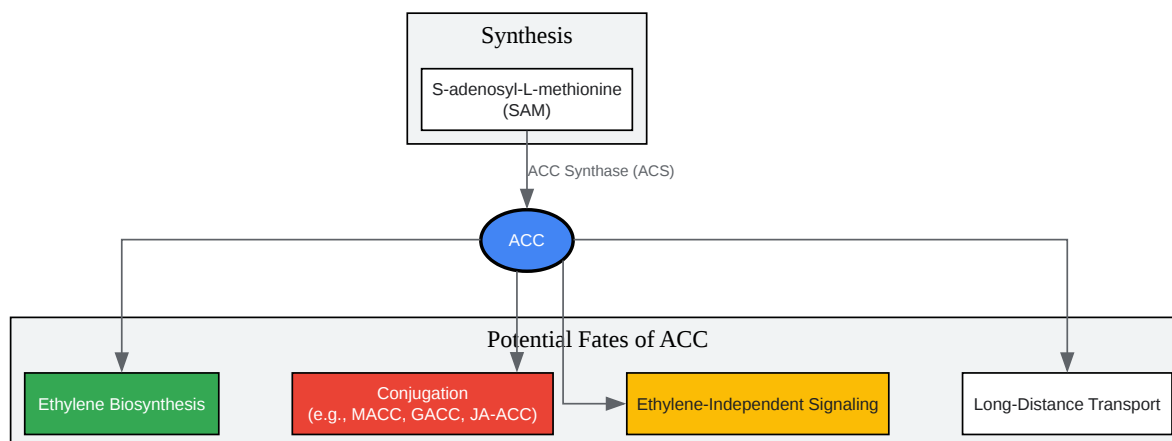 Synthesis
S-adenosyl-L-methionine
(SAM)
ACC Synthase (ACS)
ACC
Potential Fates of ACC
Ethylene Biosynthesis
Conjugation
(e.g., MACC, GACC, JA-ACC)
Ethylene-Independent Signaling
Long-Distance Transport